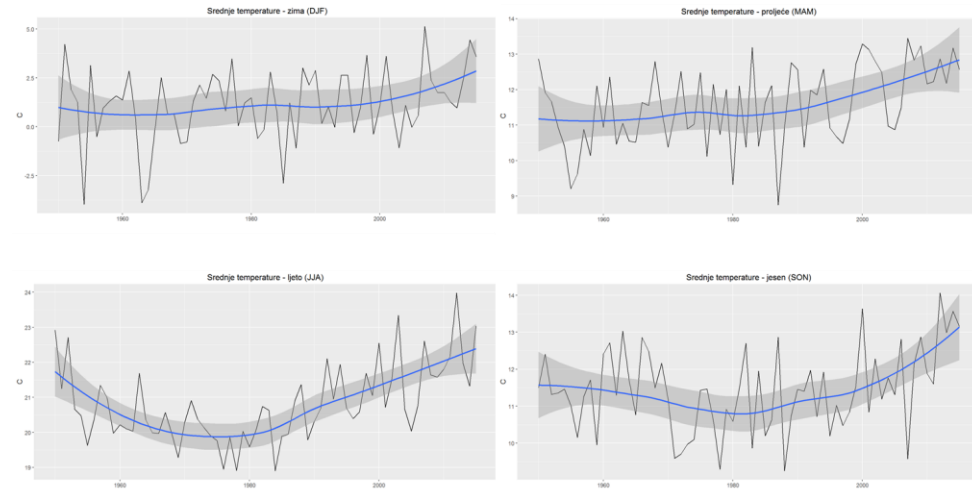 Srednje temperature - zima (DJF)
5.0
2.5
C
0.0
-2.5
1960 1980 2000
Srednje temperature - proljeće (MAM)
14
13
12
C
11
10
9
1960 1980 2000
Srednje temperature - ljeto (JJA)
24
23
22
C
21
20
19
1960 1980 2000
Srednje temperature - jesen (SON)
14
13
12
C
11
10
1960 1980 2000